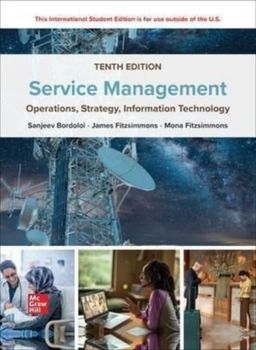 This International Student Edition is for use outside of the U.S.
TENTH EDITION
Service Management
Operations, Strategy, Information Technology
Sanjeev Bordoloi • James Fitzsimmons • Mona Fitzsimmons
Mc
Graw
Hill